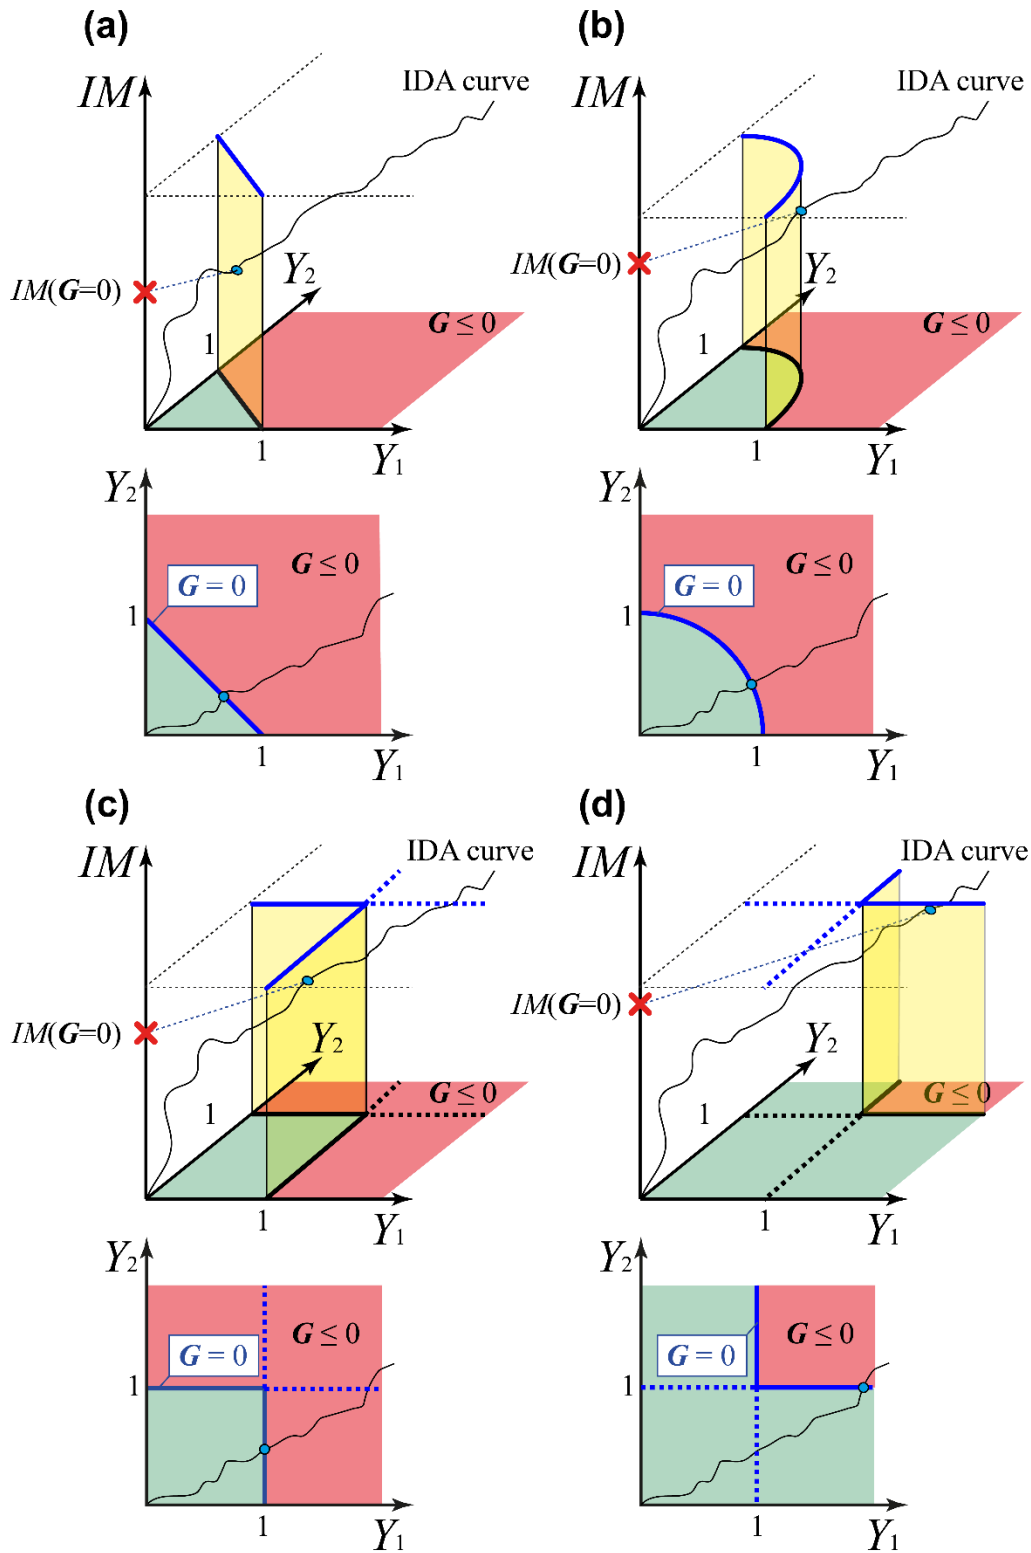 (a)
IM
IDA curve
IM(G=0)
Y2
G ≤ 0
1
1
Y1
Y2
G ≤ 0
G = 0
1
1
Y1
(b)
IM
IDA curve
IM(G=0)
Y2
G ≤ 0
1
1
Y1
Y2
G ≤ 0
G = 0
1
1
Y1
(c)
IM
IDA curve
IM(G=0)
Y2
G ≤ 0
1
1
Y1
Y2
G ≤ 0
G = 0
1
1
Y1
(d)
IM
IDA curve
IM(G=0)
Y2
G ≤ 0
1
1
Y1
Y2
G ≤ 0
G = 0
1
1
Y1